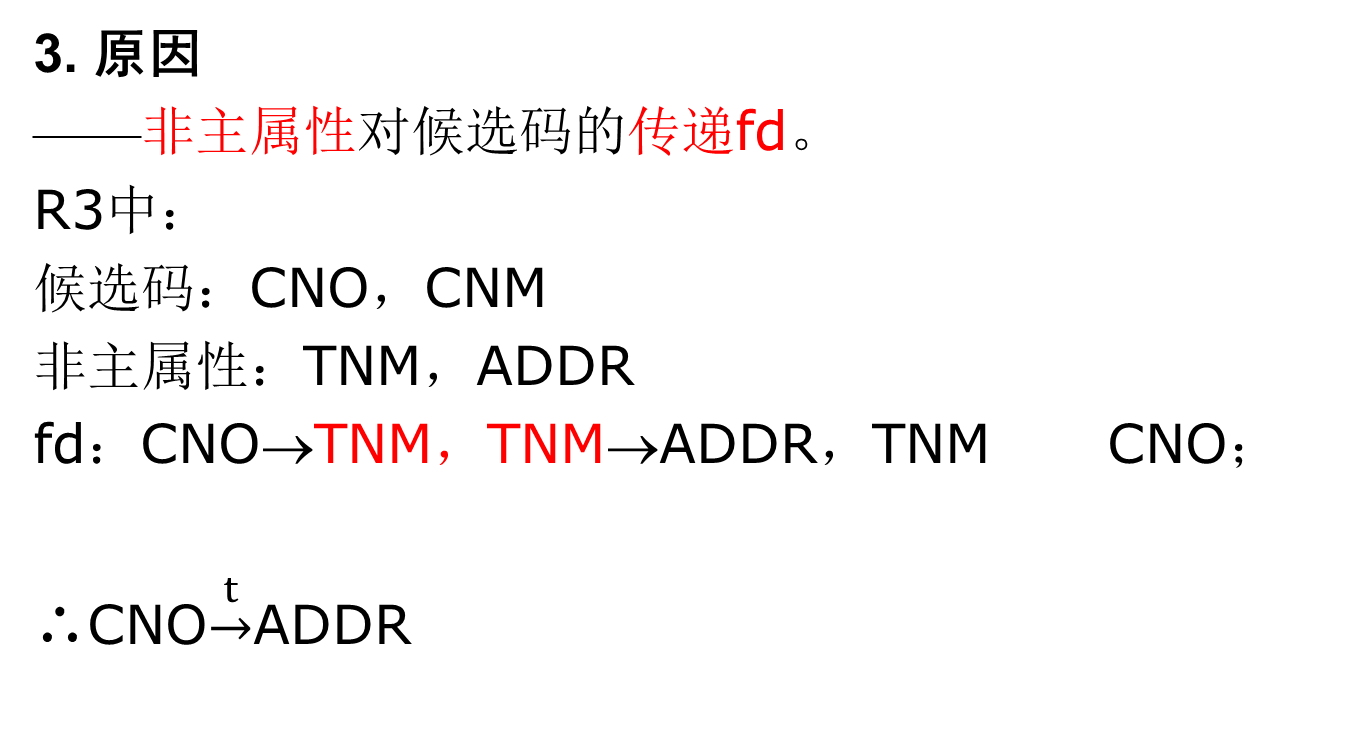 3. 原因
——非主属性对候选码的传递fd。
R3中：
候选码：CNO，CNM
非主属性：TNM，ADDR
fd：CNO→TNM，TNM→ADDR，TNM CNO；
t
∴CNO→ADDR